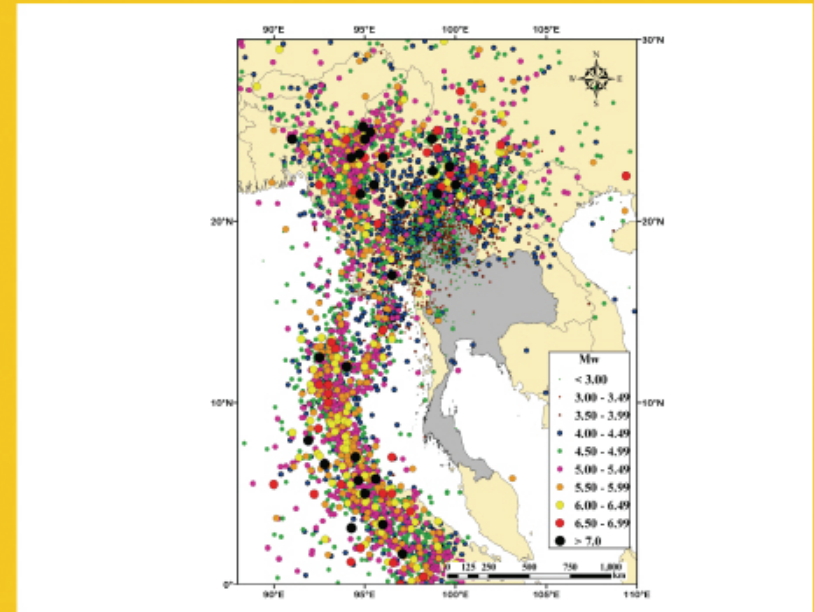 90°E 95°E 100°E 105°E
30°N
N
W E
S
20°N 20°N
10°N 10°N
Mw
< 3.00
3.00 - 3.49
3.50 - 3.99
4.00 - 4.49
4.50 - 4.99
5.00 - 5.49
5.50 - 5.99
6.00 - 6.49
6.50 - 6.99
> 7.0
0 125 250 500 750 1,000
km
0°
90°E 95°E 100°E 105°E 110°E